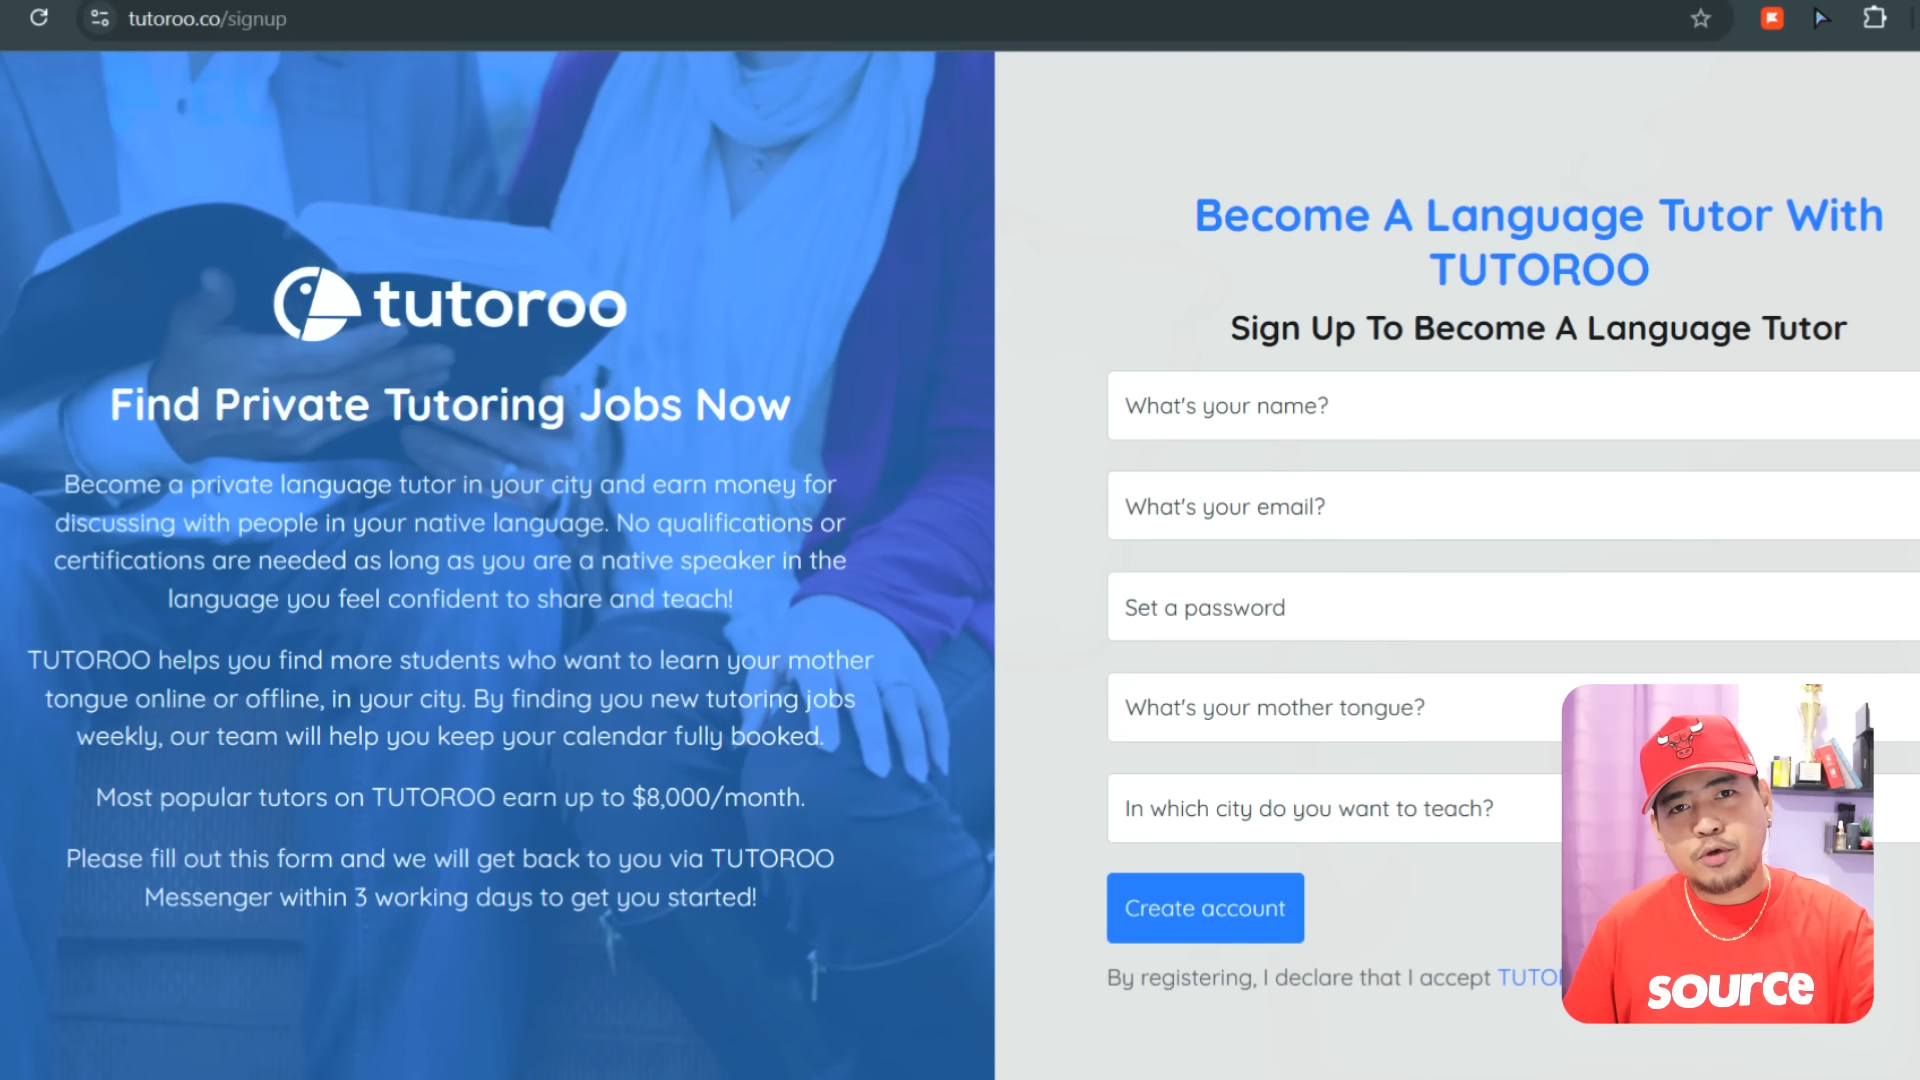 tutoroo.co/signup
tutoroo
Find Private Tutoring Jobs Now
Become a private language tutor in your city and earn money for
discussing with people in your native language. No qualifications or
certifications are needed as long as you are a native speaker in the
language you feel confident to share and teach!
TUTOROO helps you find more students who want to learn your mother
tongue online or offline, in your city. By finding you new tutoring jobs
weekly, our team will help you keep your calendar fully booked.
Most popular tutors on TUTOROO earn up to $8,000/month.
Please fill out this form and we will get back to you via TUTOROO
Messenger within 3 working days to get you started!
Become A Language Tutor With
TUTOROO
Sign Up To Become A Language Tutor
What's your name?
What's your email?
Set a password
What's your mother tongue?
In which city do you want to teach?
Create account
By registering, I declare that I accept TUTO
source